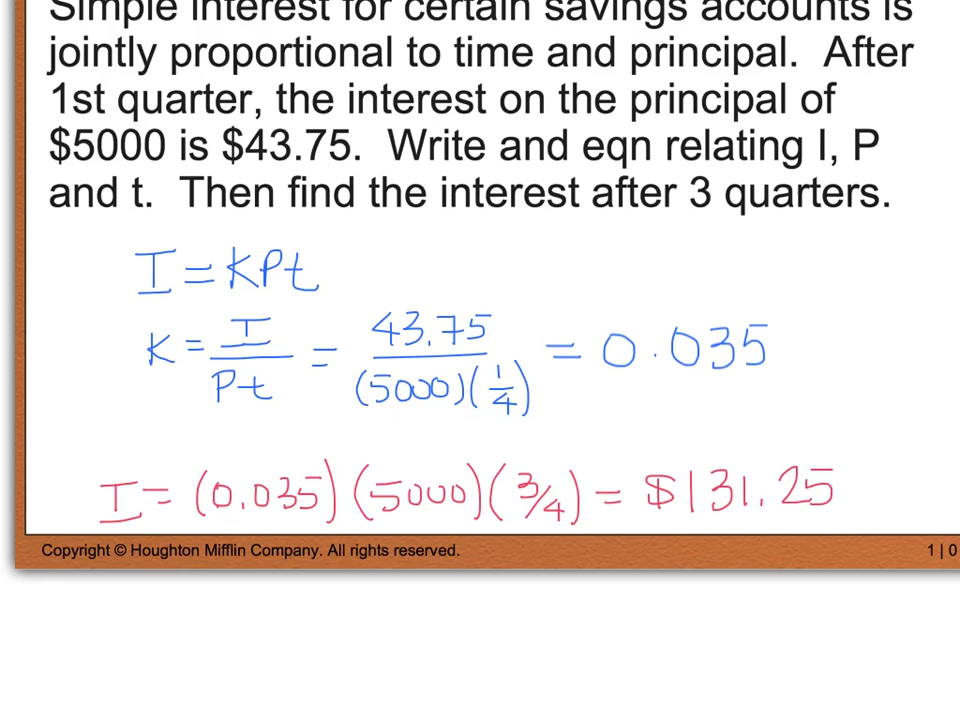 Simple interest for certain savings accounts is
jointly proportional to time and principal. After
1st quarter, the interest on the principal of
$5000 is $43.75. Write and eqn relating I, P
and t. Then find the interest after 3 quarters.
I = KPt
K = I/Pt = 43.75/(5000)(1/4) = 0.035
I = (0.035)(5000)(3/4) = $131.25
Copyright © Houghton Mifflin Company. All rights reserved.
1 | 0